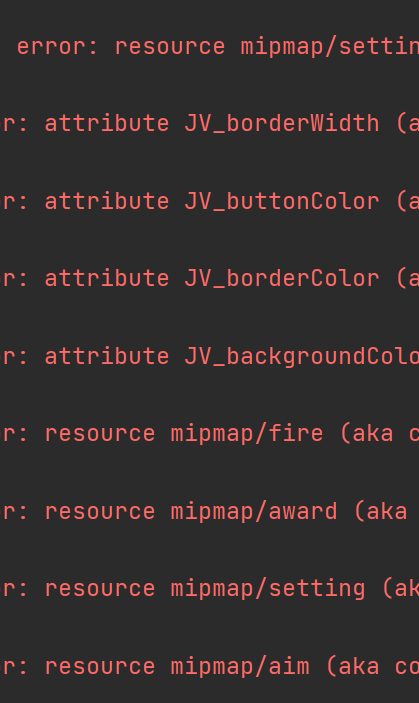 error: resource mipmap/settin
r: attribute JV_borderWidth (a
r: attribute JV_buttonColor (a
r: attribute JV_borderColor (a
r: attribute JV_backgroundColo
r: resource mipmap/fire (aka c
r: resource mipmap/award (aka
r: resource mipmap/setting (ak
r: resource mipmap/aim (aka co